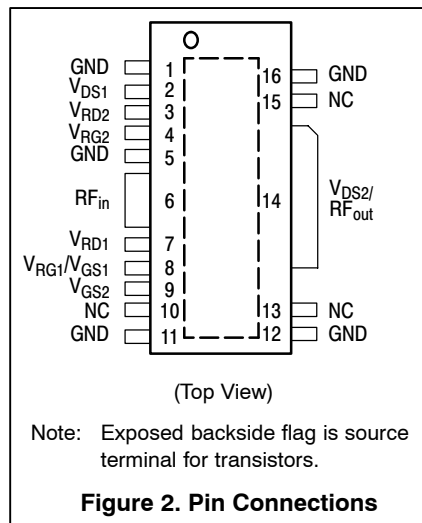 GND 1 16 GND
VDS1 2 15 NC
VRD2 3
VRG2 4
GND 5
RFin 6 14 VDS2/
RFout
VRD1 7
VRG1/VGS1 8
VGS2 9
NC 10 13 NC
GND 11 12 GND
(Top View)
Note: Exposed backside flag is source
terminal for transistors.
Figure 2. Pin Connections